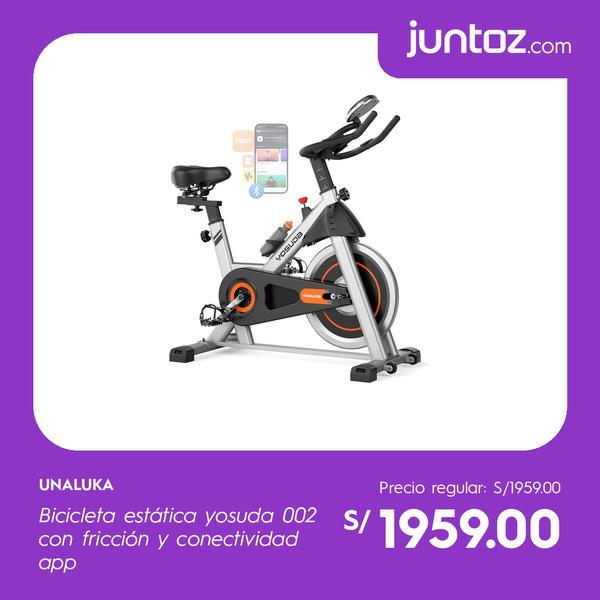 juntoz.com
YOSUDA
YOSUDA
UNALUKA
Bicicleta estática yosuda 002
con fricción y conectividad
app
Precio regular: S/1959.00
S/ 1959.00